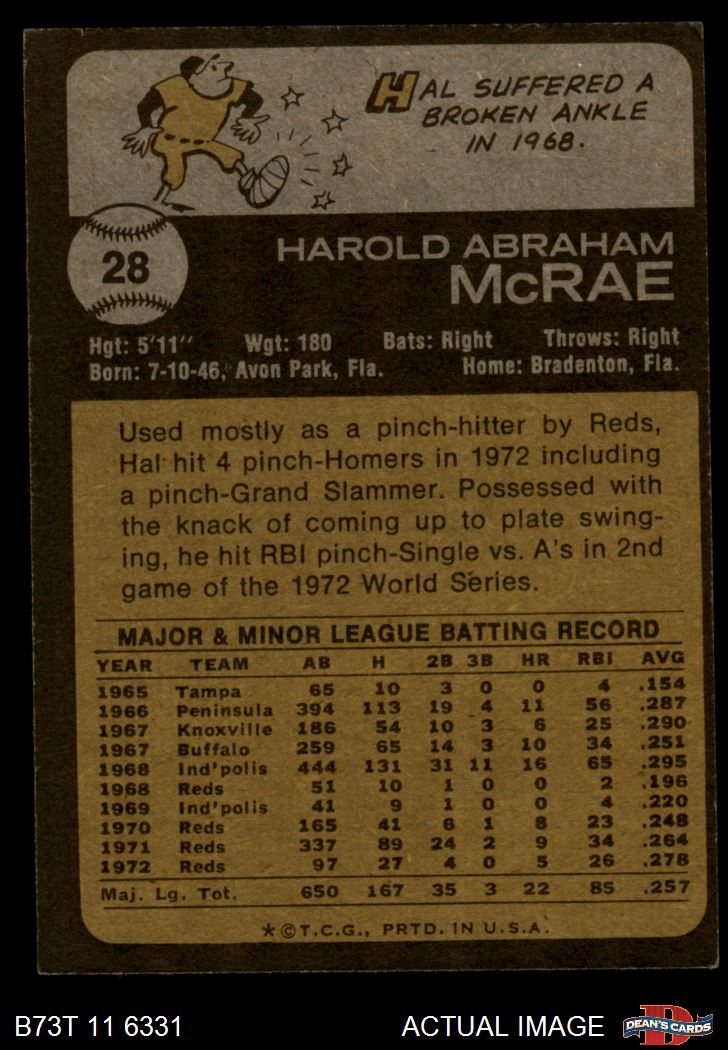 HAL SUFFERED A
BROKEN ANKLE
IN 1968.
28
HAROLD ABRAHAM
McRAE
Hgt: 5'11" Wgt: 180 Bats: Right Throws: Right
Born: 7-10-46, Avon Park, Fla. Home: Bradenton, Fla.
Used mostly as a pinch-hitter by Reds,
Hal hit 4 pinch-Homers in 1972 including
a pinch-Grand Slammer. Possessed with
the knack of coming up to plate swing-
ing, he hit RBI pinch-Single vs. A's in 2nd
game of the 1972 World Series.
MAJOR & MINOR LEAGUE BATTING RECORD
YEAR TEAM AB H 2B 3B HR RBI AVG
1965 Tampa 65 10 3 0 0 4 .154
1966 Peninsula 394 113 19 4 11 56 .287
1967 Knoxville 186 54 10 3 6 25 .290
1967 Buffalo 259 65 14 3 10 34 .251
1968 Ind'polis 444 131 31 11 16 65 .295
1968 Reds 51 10 1 0 0 2 .196
1969 Ind'polis 41 9 1 0 0 4 .220
1970 Reds 165 41 6 1 8 23 .248
1971 Reds 337 89 24 2 9 34 .264
1972 Reds 97 27 4 0 5 26 .278
Maj. Lg. Tot. 650 167 35 3 22 85 .257
*©T.C.G., PRTD. IN U.S.A.
B73T 11 6331 ACTUAL IMAGE D DEAN'S CARDS